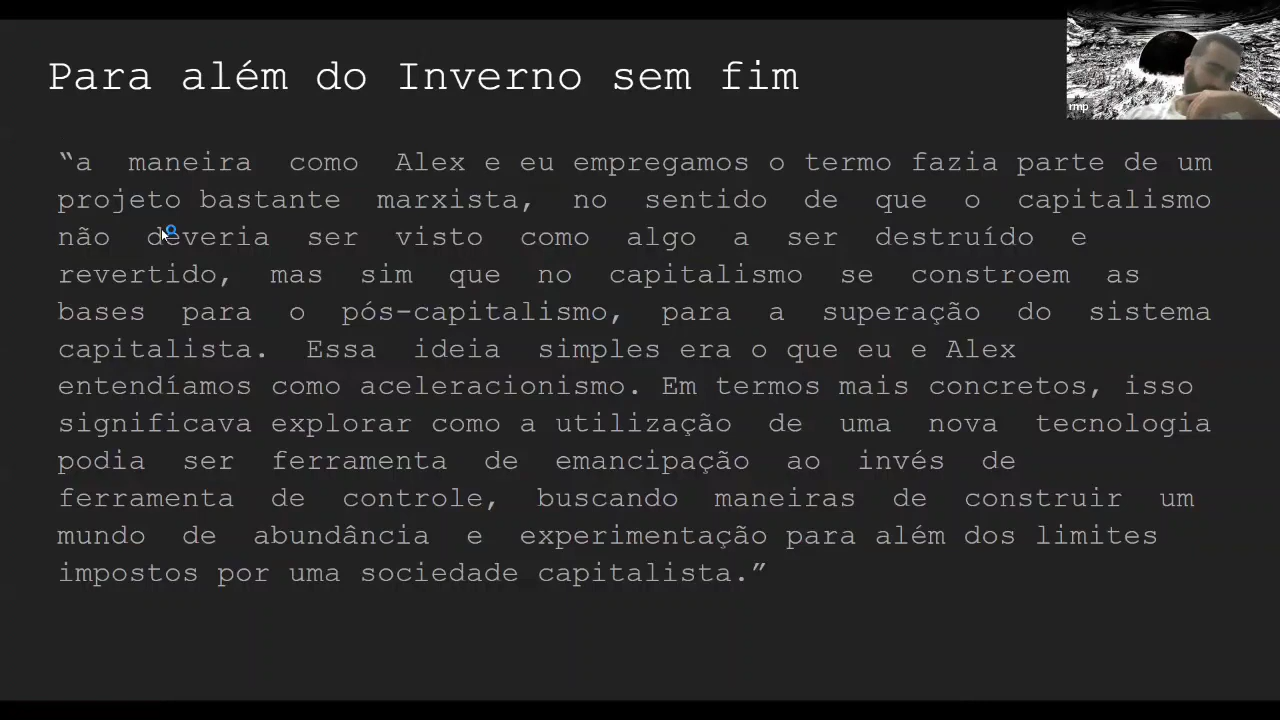 Para além do Inverno sem fim
rmp
“a maneira como Alex e eu empregamos o termo fazia parte de um
projeto bastante marxista, no sentido de que o capitalismo
não deveria ser visto como algo a ser destruído e
revertido, mas sim que no capitalismo se constroem as
bases para o pós-capitalismo, para a superação do sistema
capitalista. Essa ideia simples era o que eu e Alex
entendíamos como aceleracionismo. Em termos mais concretos, isso
significava explorar como a utilização de uma nova tecnologia
podia ser ferramenta de emancipação ao invés de
ferramenta de controle, buscando maneiras de construir um
mundo de abundância e experimentação para além dos limites
impostos por uma sociedade capitalista.”